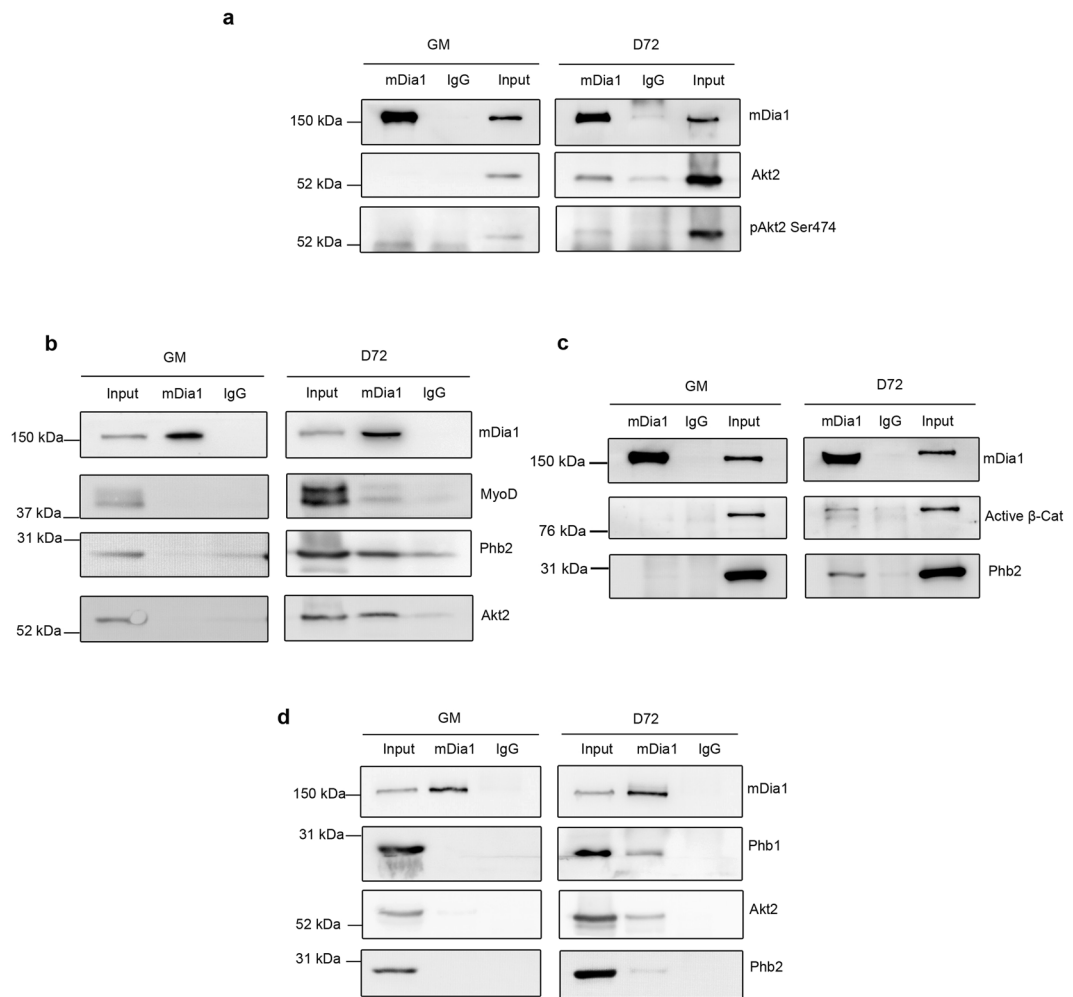 a
GM D72
mDia1 IgG Input mDia1 IgG Input
150 kDa mDia1
52 kDa Akt2
52 kDa pAkt2 Ser474
b
GM D72
Input mDia1 IgG Input mDia1 IgG
150 kDa mDia1
37 kDa MyoD
31 kDa Phb2
52 kDa Akt2
c
GM D72
mDia1 IgG Input mDia1 IgG Input
150 kDa mDia1
76 kDa Active β-Cat
31 kDa Phb2
d
GM D72
Input mDia1 IgG Input mDia1 IgG
150 kDa mDia1
31 kDa Phb1
52 kDa Akt2
31 kDa Phb2